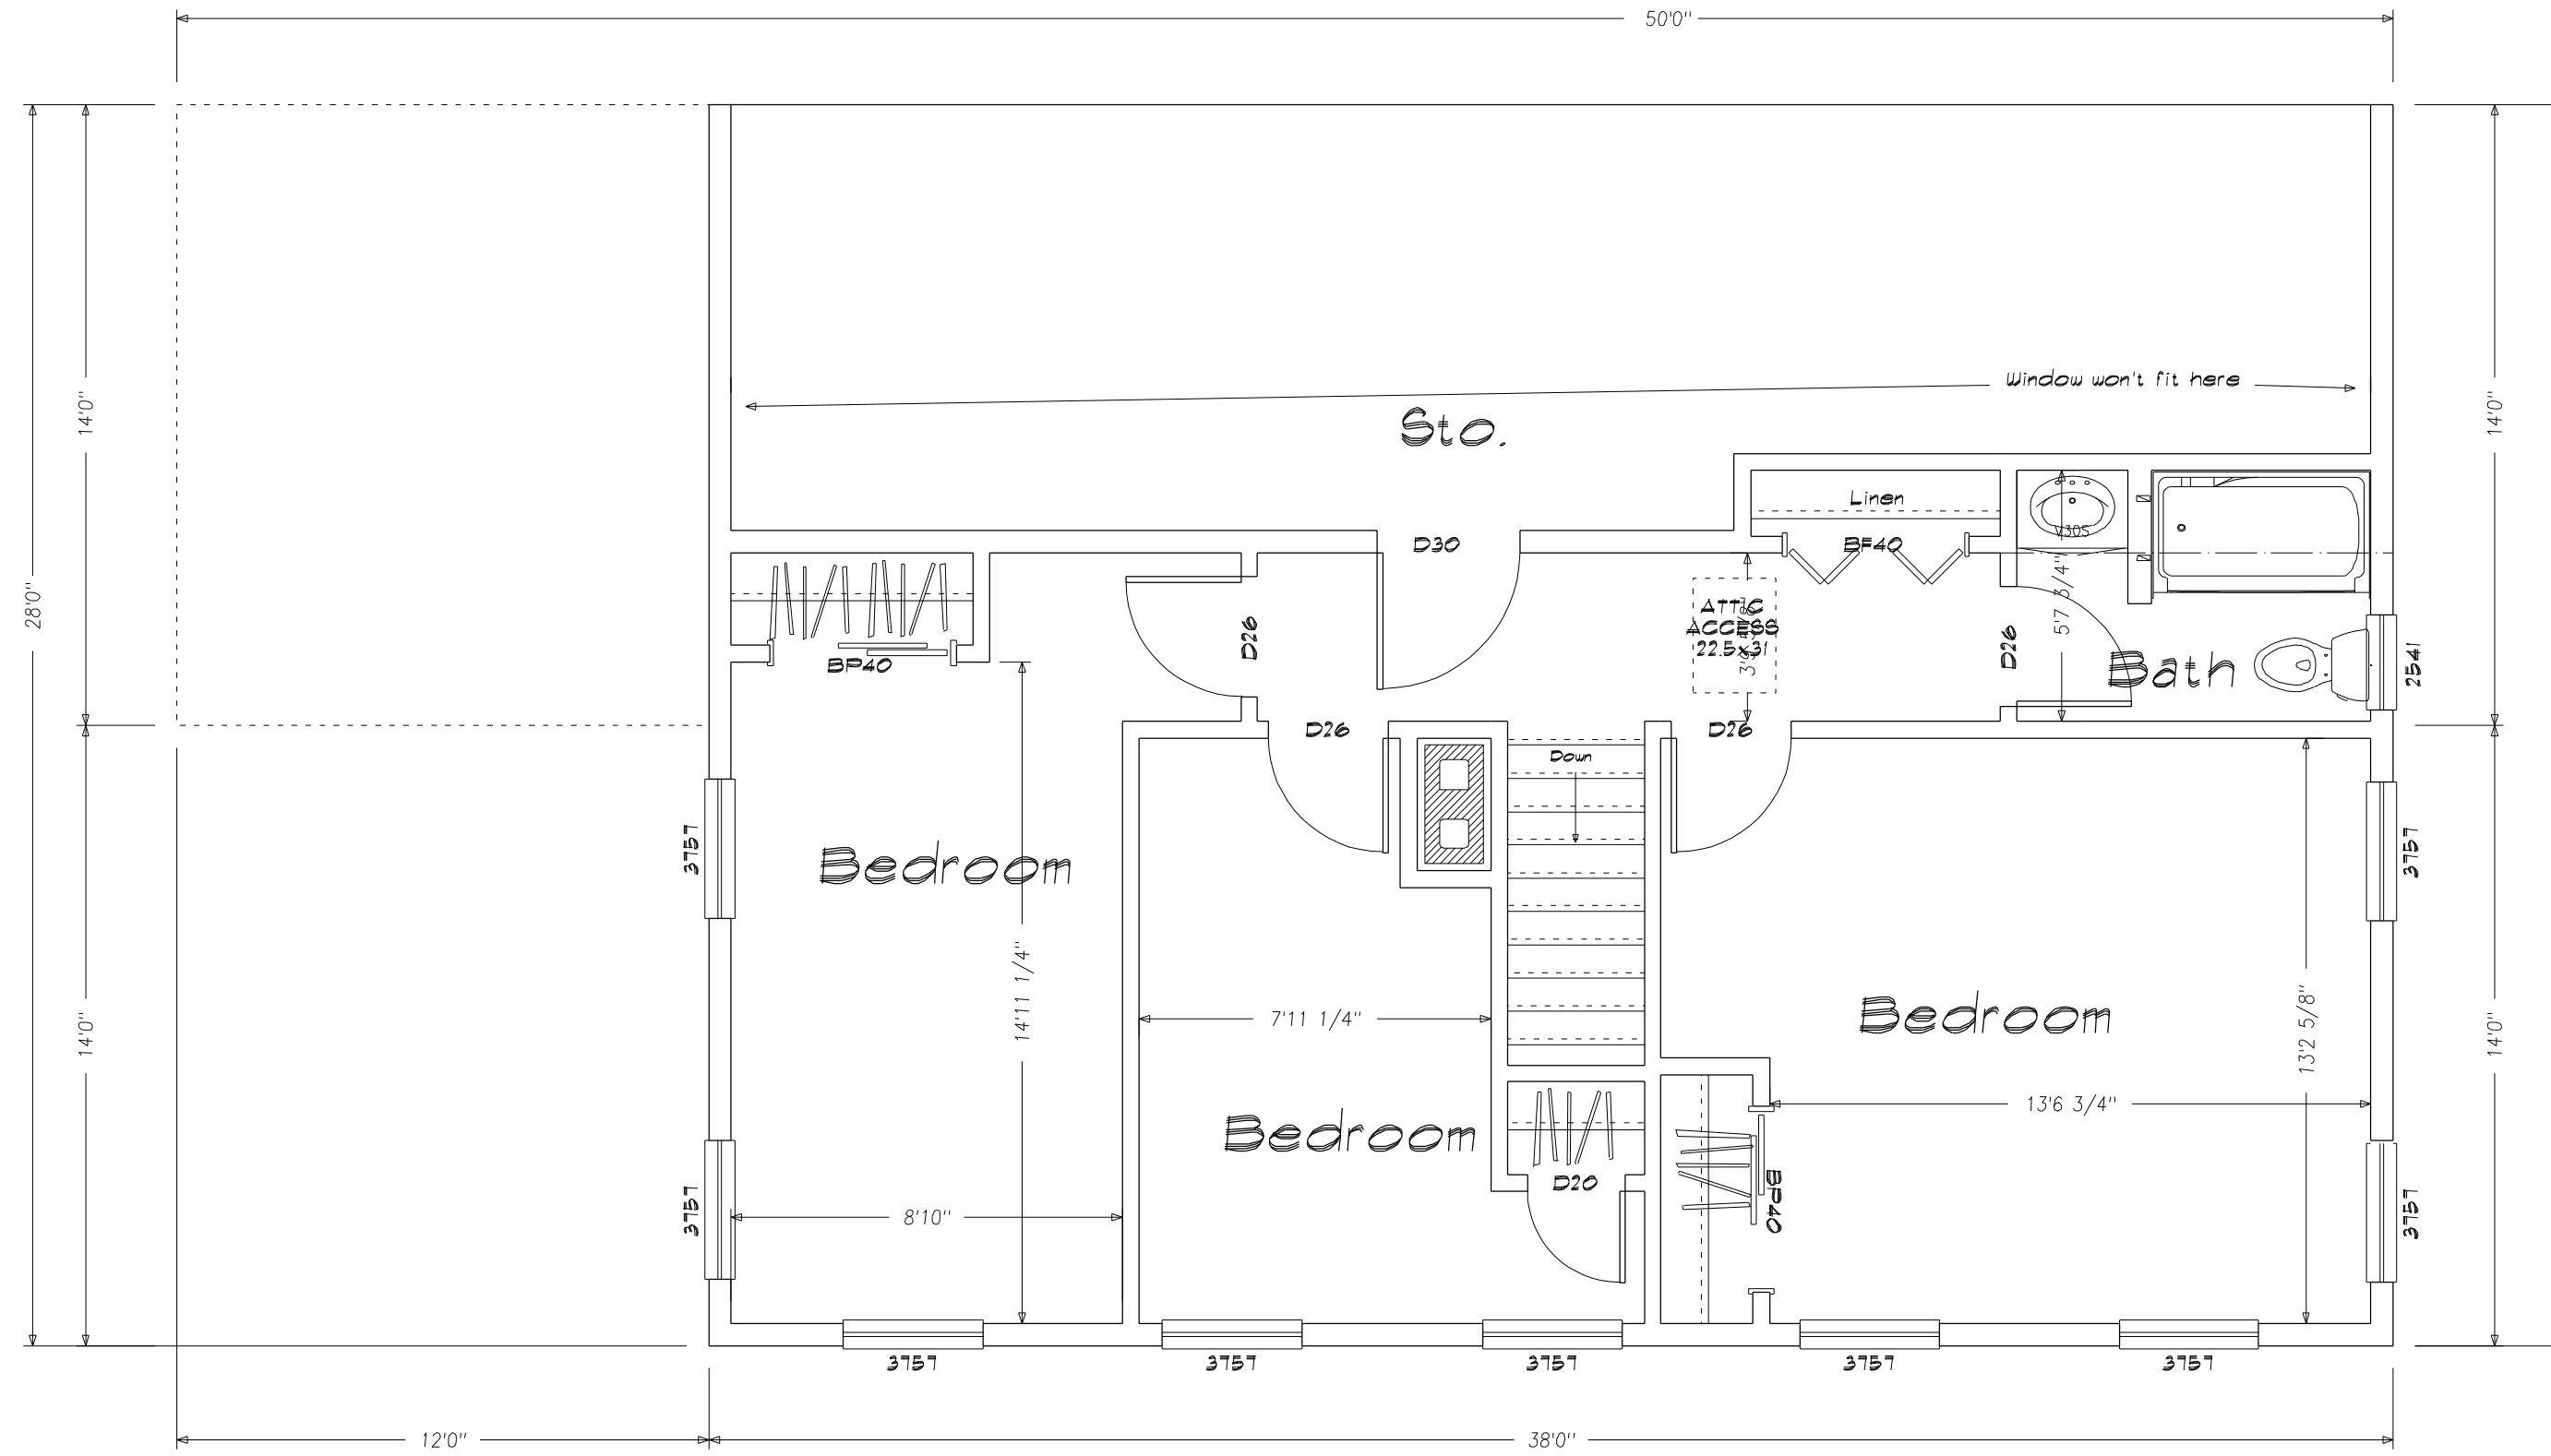 50'0"
28'0"
14'0"
14'0"
Window won't fit here
Sto.
Linen
V30S
D30
BF40
ATTIC
ACCESS
22.5x31
5'7 3/4"
D26
D26
Bath
2541
BP40
D26
D26
Down
3757
Bedroom
3757
14'11 1/4"
7'11 1/4"
Bedroom
13'2 5/8"
14'0"
14'0"
13'6 3/4"
Bedroom
D20
BP40
3757
8'10"
3757
3757
3757
3757
3757
3757
12'0"
38'0"